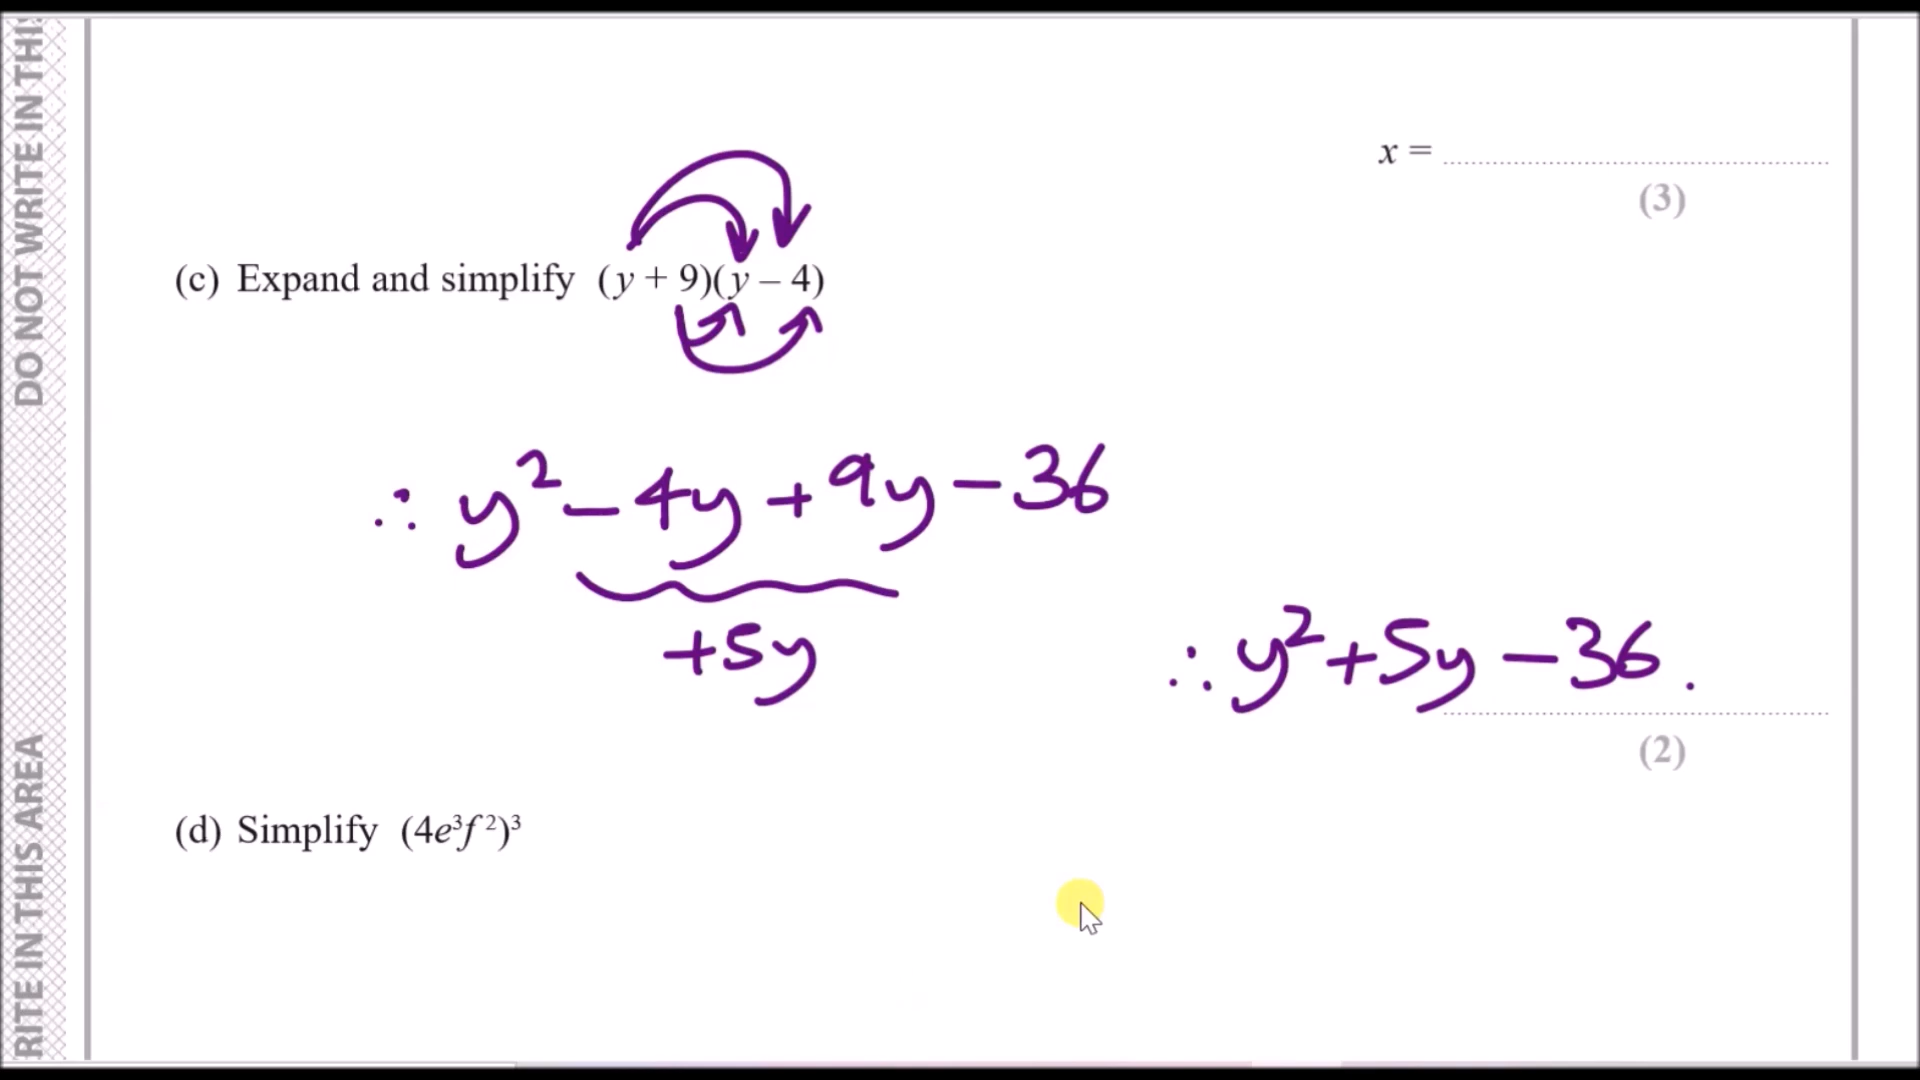 DO NOT WRITE IN THIS
RITE IN THIS AREA
x =
(3)
(c) Expand and simplify (y + 9)(y – 4)
∴ y² – 4y + 9y – 36
+5y
∴ y² + 5y – 36.
(2)
(d) Simplify (4e³f²)³